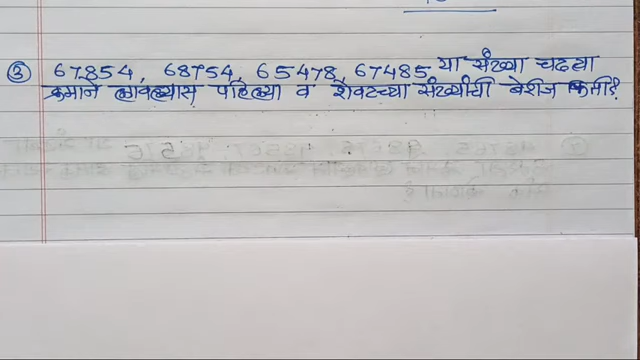 ③ 67854, 68754, 65478, 67485 या संख्या चढत्या
क्रमाने लावल्यास पहिल्या व शेवटच्या संख्यांची बेरीज किती?